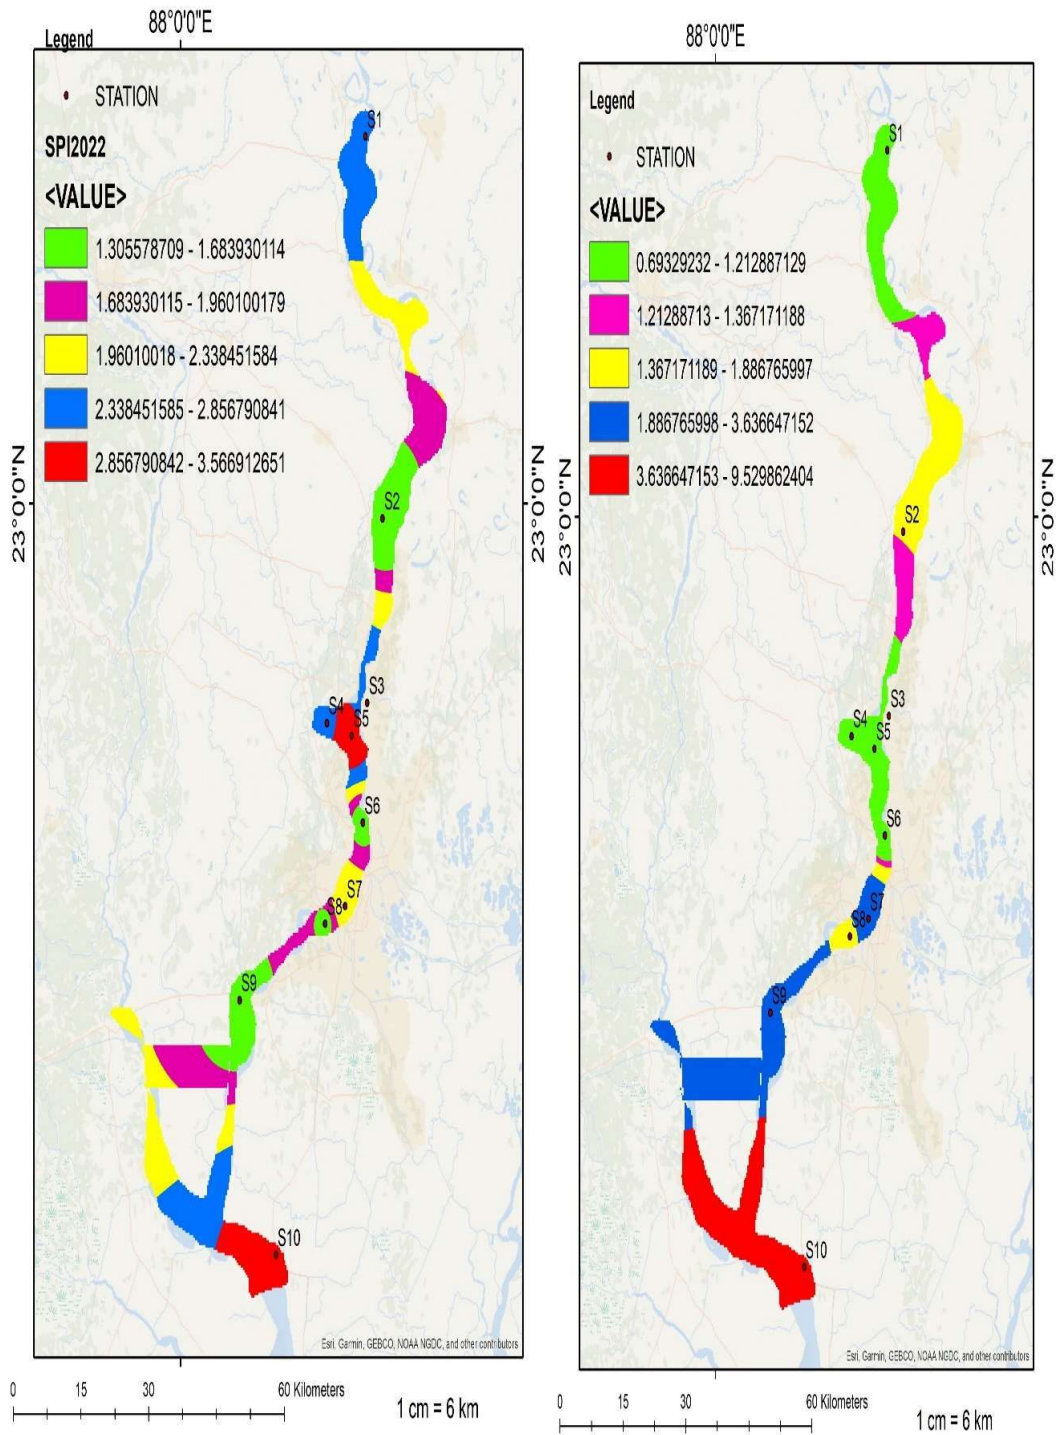 88°0'0"E
Legend
STATION
SPI2022
<VALUE>
1.305578709 - 1.683930114
1.683930115 - 1.960100179
1.96010018 - 2.338451584
2.338451585 - 2.856790841
2.856790842 - 3.566912651
23°0'0"N
23°0'0"N
S1
S2
S3
S4
S5
S6
S7
S8
S9
S10
Esri, Garmin, GEBCO, NOAA NGDC, and other contributors
0 15 30 60 Kilometers
1 cm = 6 km
88°0'0"E
Legend
STATION
<VALUE>
0.69329232 - 1.212887129
1.21288713 - 1.367171188
1.367171189 - 1.886765997
1.886765998 - 3.636647152
3.636647153 - 9.529862404
23°0'0"N
23°0'0"N
S1
S2
S3
S4
S5
S6
S7
S8
S9
S10
Esri, Garmin, GEBCO, NOAA NGDC, and other contributors
0 15 30 60 Kilometers
1 cm = 6 km